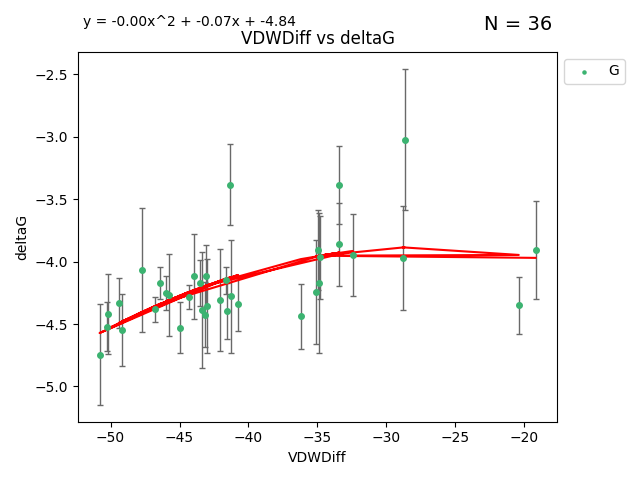 y = -0.00x^2 + -0.07x + -4.84
N = 36
VDWDiff vs deltaG
G
−2.5
−3.0
−3.5
−4.0
−4.5
−5.0
deltaG
−50 −45 −40 −35 −30 −25 −20
VDWDiff